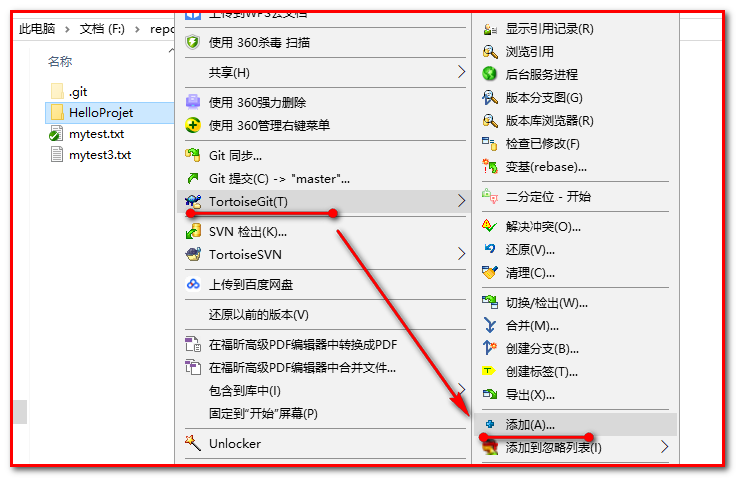 此电脑 › 文档 (F:) › repo
名称
.git
HelloProjet
mytest.txt
mytest3.txt
上传到WPS云文档
使用 360杀毒 扫描
共享(H)
使用 360强力删除
使用 360管理右键菜单
Git 同步...
Git 提交(C) -> "master"...
TortoiseGit(T)
SVN 检出(K)...
TortoiseSVN
上传到百度网盘
还原以前的版本(V)
在福昕高级PDF编辑器中转换成PDF
在福昕高级PDF编辑器中合并文件...
包含到库中(I)
固定到"开始"屏幕(P)
Unlocker
显示引用记录(R)
浏览引用
后台服务进程
版本分支图(G)
版本库浏览器(R)
检查已修改(F)
变基(rebase)...
二分定位 - 开始
解决冲突(O)...
还原(V)...
清理(C)...
切换/检出(W)...
合并(M)...
创建分支(B)...
创建标签(T)...
导出(X)...
添加(A)...
添加到忽略列表(I)